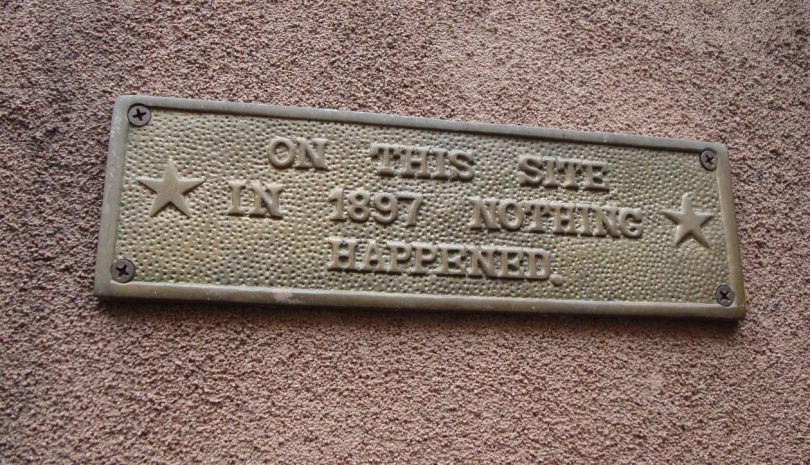 ON THIS SITE
IN 1897 NOTHING
HAPPENED.